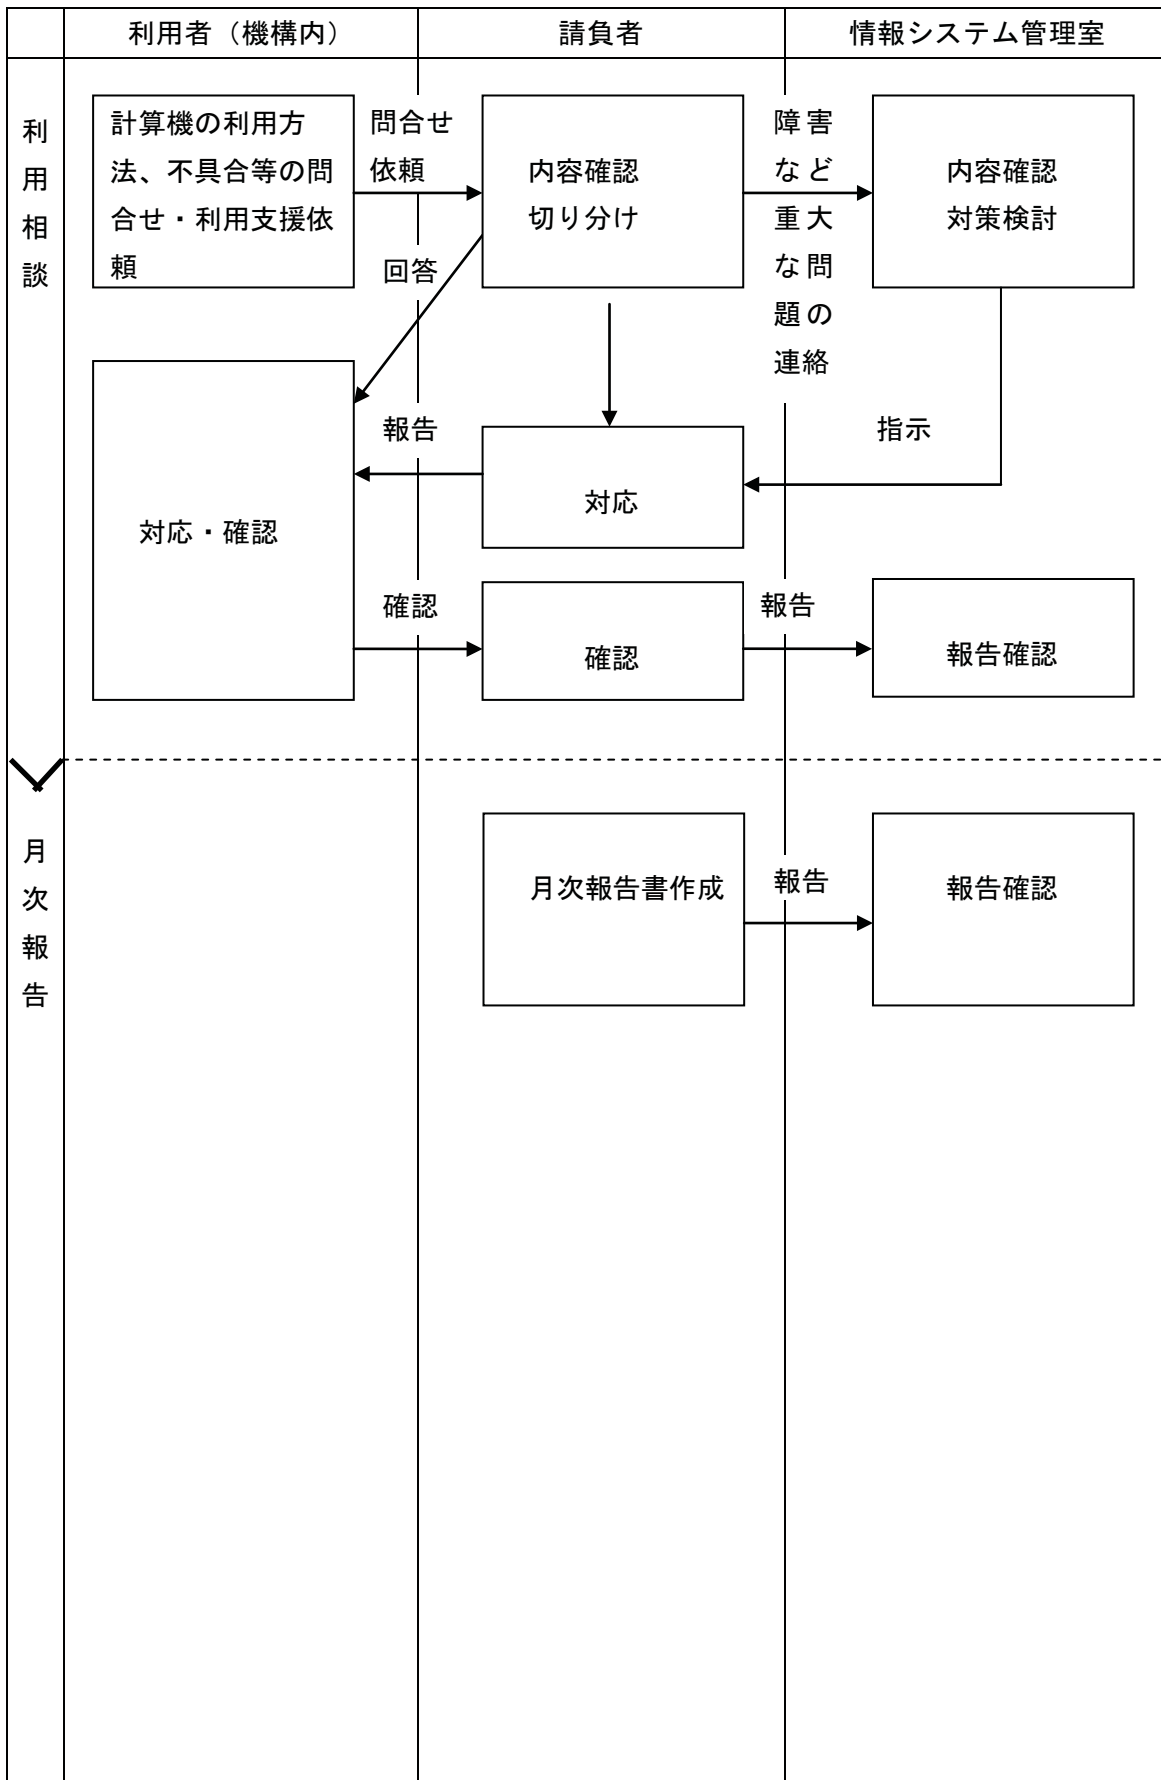 利用者（機構内）
請負者
情報システム管理室
利用相談
計算機の利用方
法、不具合等の問
合せ・利用支援依
頼
問合せ
依頼
内容確認
切り分け
障害
など
重大
な問
題の
連絡
内容確認
対策検討
回答
報告
指示
対応
対応・確認
確認
確認
報告
報告確認
月次報告
月次報告書作成
報告
報告確認